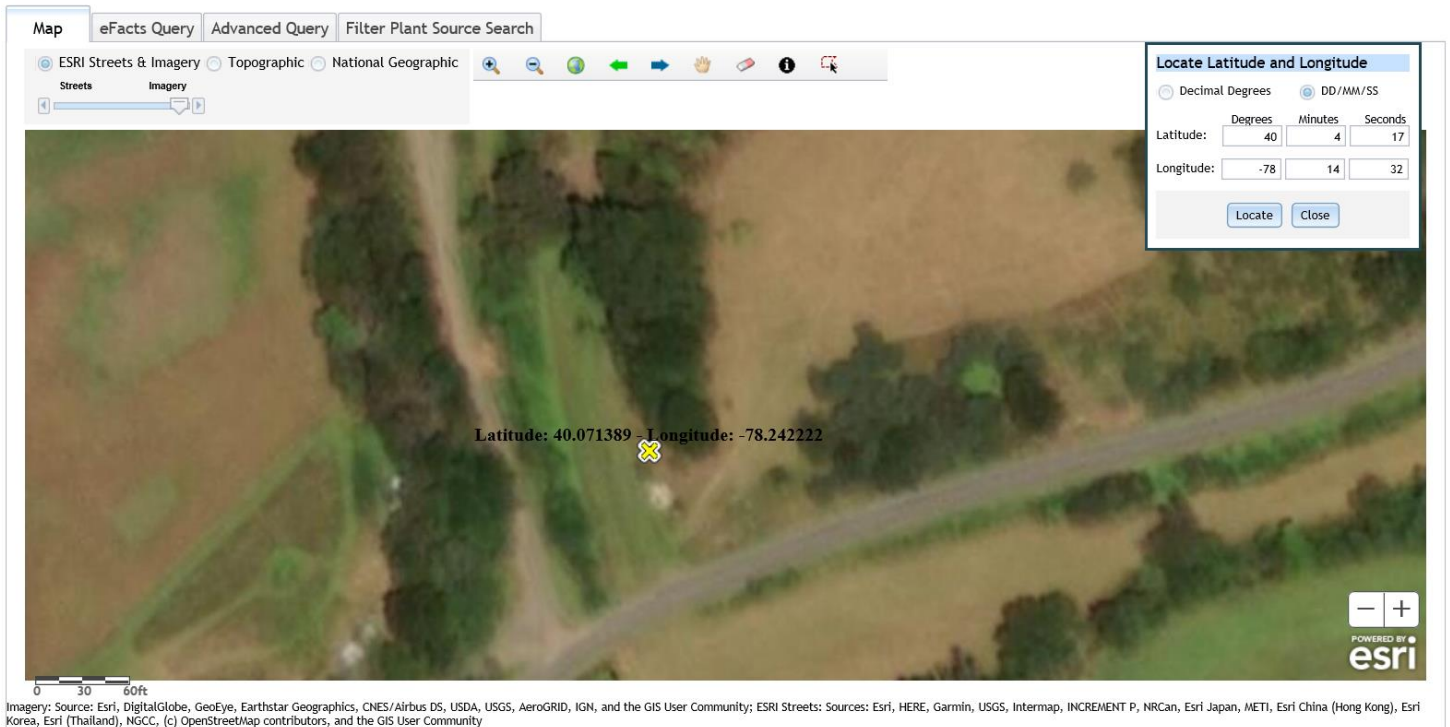 Map eFacts Query Advanced Query Filter Plant Source Search
ESRI Streets & Imagery Topographic National Geographic
Streets Imagery
Locate Latitude and Longitude
Decimal Degrees DD/MM/SS
Degrees Minutes Seconds
Latitude: 40 4 17
Longitude: -78 14 32
Locate Close
Latitude: 40.071389 - Longitude: -78.242222
POWERED BY
esri
0 30 60ft
Imagery: Source: Esri, DigitalGlobe, GeoEye, Earthstar Geographics, CNES/Airbus DS, USDA, USGS, AeroGRID, IGN, and the GIS User Community; ESRI Streets: Sources: Esri, HERE, Garmin, USGS, Intermap, INCREMENT P, NRCan, Esri Japan, METI, Esri China (Hong Kong), Esri
Korea, Esri (Thailand), NGCC, (c) OpenStreetMap contributors, and the GIS User Community